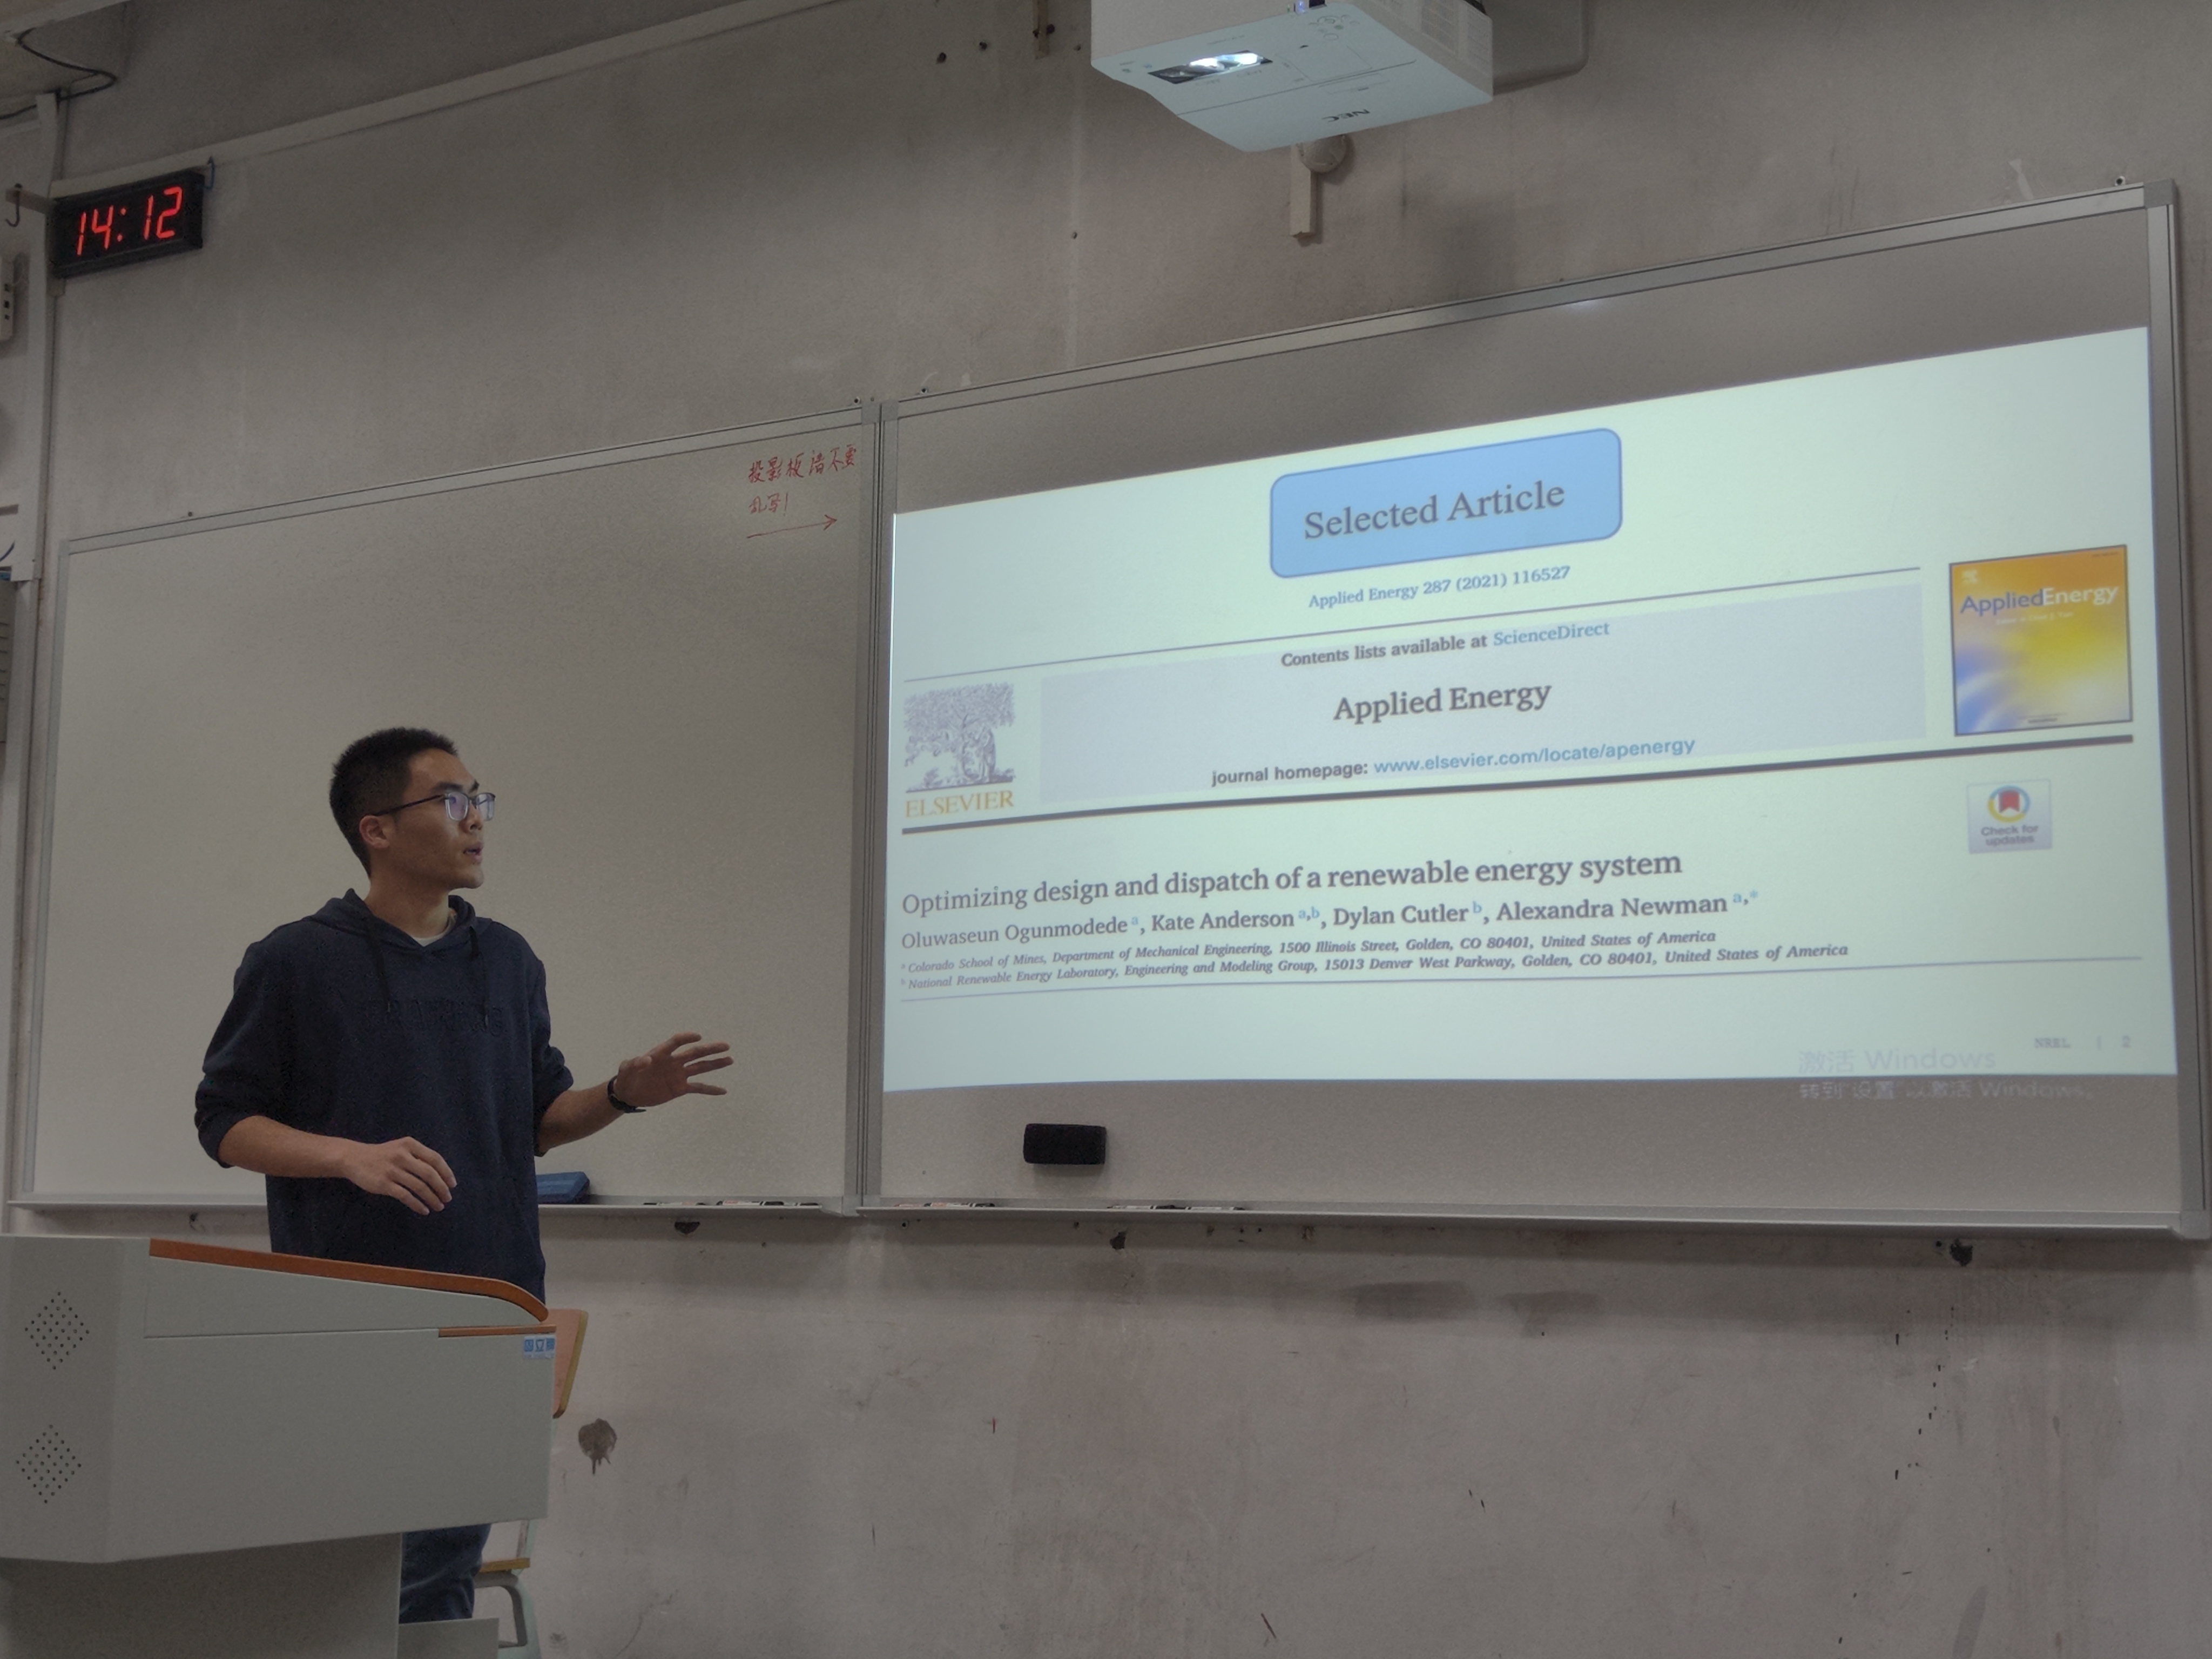 14:12
NEC
投影板请不要
乱写!
Selected Article
Applied Energy 287 (2021) 116527
Contents lists available at ScienceDirect
Applied Energy
journal homepage: www.elsevier.com/locate/apenergy
ELSEVIER
AppliedEnergy
Check for
updates
Optimizing design and dispatch of a renewable energy system
Oluwaseun Ogunmodede a, Kate Anderson a,b, Dylan Cutler b, Alexandra Newman a,*
a Colorado School of Mines, Department of Mechanical Engineering, 1500 Illinois Street, Golden, CO 80401, United States of America
b National Renewable Energy Laboratory, Engineering and Modeling Group, 15013 Denver West Parkway, Golden, CO 80401, United States of America
NREL | 2
激活 Windows
转到"设置"以激活 Windows。